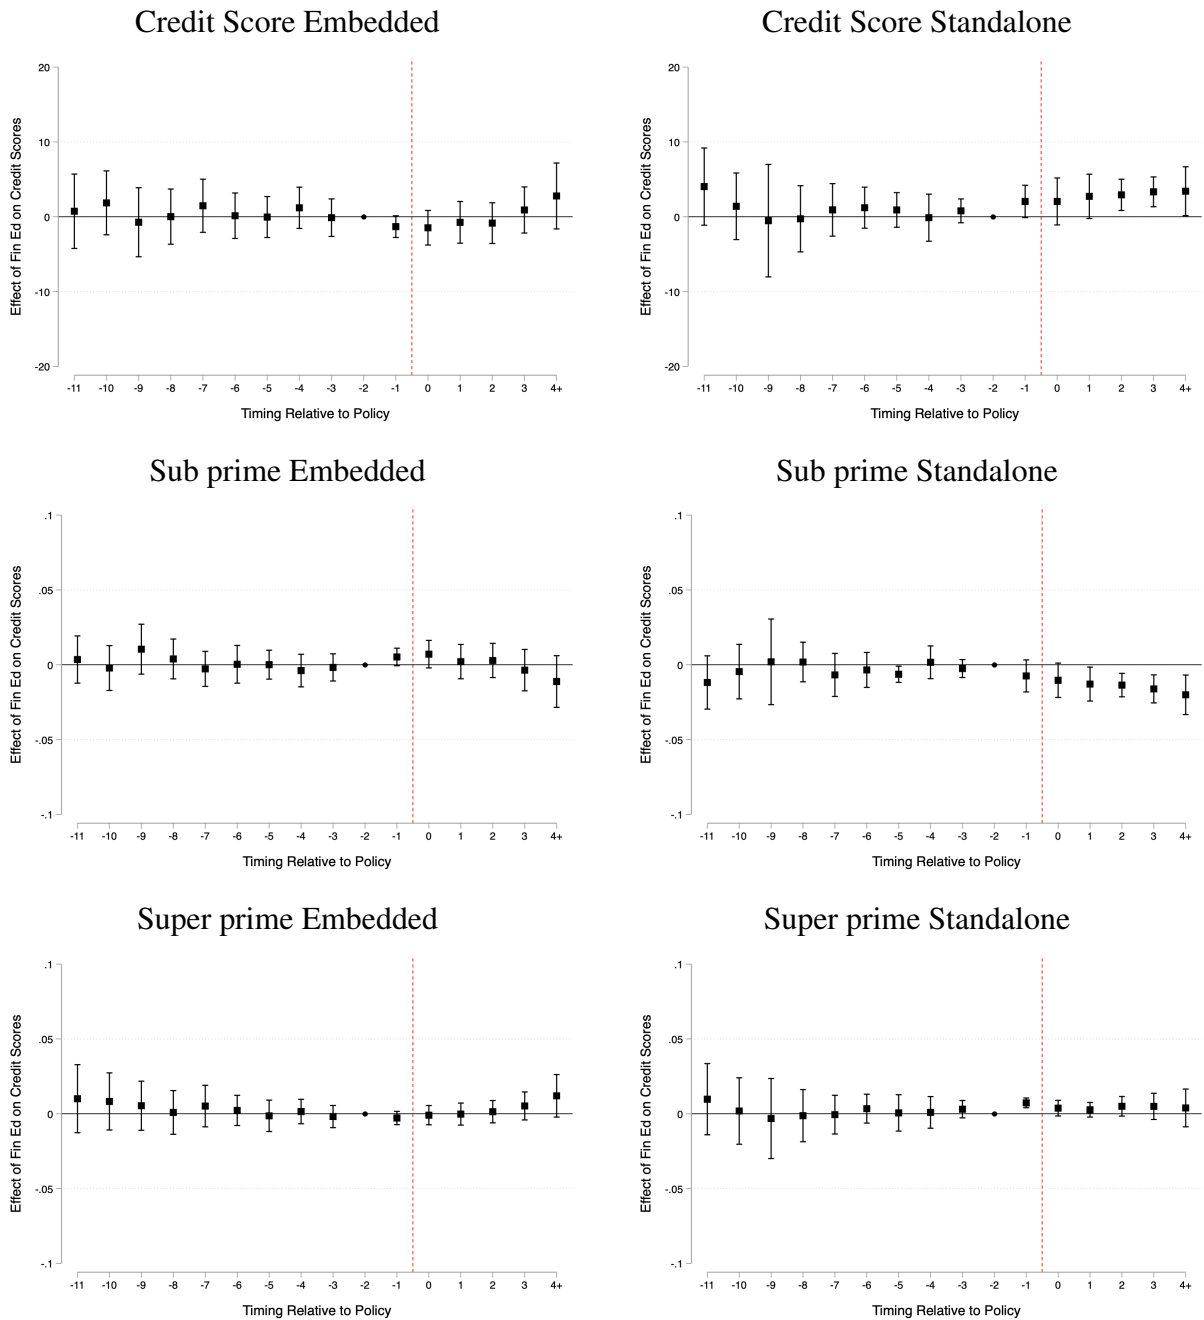 Credit Score Embedded
20
10
0
-10
-20
Effect of Fin Ed on Credit Scores
-11 -10 -9 -8 -7 -6 -5 -4 -3 -2 -1 0 1 2 3 4+
Timing Relative to Policy
Credit Score Standalone
20
10
0
-10
-20
Effect of Fin Ed on Credit Scores
-11 -10 -9 -8 -7 -6 -5 -4 -3 -2 -1 0 1 2 3 4+
Timing Relative to Policy
Sub prime Embedded
.1
.05
0
-.05
-.1
Effect of Fin Ed on Credit Scores
-11 -10 -9 -8 -7 -6 -5 -4 -3 -2 -1 0 1 2 3 4+
Timing Relative to Policy
Sub prime Standalone
.1
.05
0
-.05
-.1
Effect of Fin Ed on Credit Scores
-11 -10 -9 -8 -7 -6 -5 -4 -3 -2 -1 0 1 2 3 4+
Timing Relative to Policy
Super prime Embedded
.1
.05
0
-.05
-.1
Effect of Fin Ed on Credit Scores
-11 -10 -9 -8 -7 -6 -5 -4 -3 -2 -1 0 1 2 3 4+
Timing Relative to Policy
Super prime Standalone
.1
.05
0
-.05
-.1
Effect of Fin Ed on Credit Scores
-11 -10 -9 -8 -7 -6 -5 -4 -3 -2 -1 0 1 2 3 4+
Timing Relative to Policy